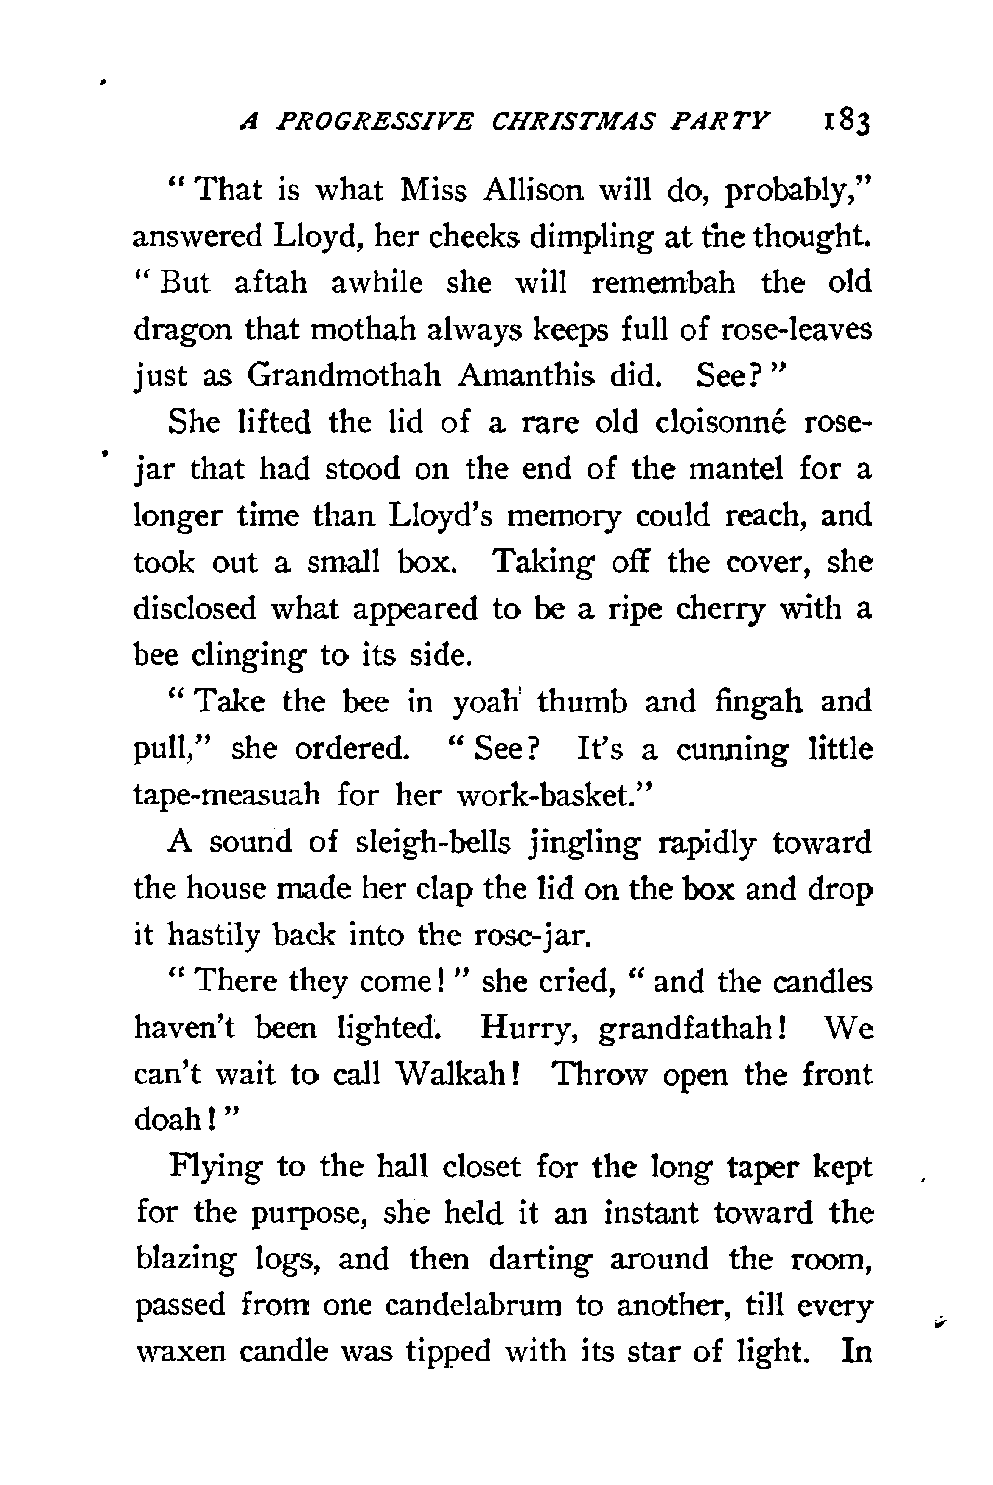 A PROGRESSIVE CHRISTMAS PARTY 183
" That is what Miss Allison will do, probably,"
answered Lloyd, her cheeks dimpling at the thought.
" But aftah awhile she will remembah the old
dragon that mothah always keeps full of rose-leaves
just as Grandmothah Amanthis did. See? "
She lifted the lid of a rare old cloisonné rose-
jar that had stood on the end of the mantel for a
longer time than Lloyd's memory could reach, and
took out a small box. Taking off the cover, she
disclosed what appeared to be a ripe cherry with a
bee clinging to its side.
" Take the bee in yoah thumb and fingah and
pull," she ordered. " See? It's a cunning little
tape-measuah for her work-basket."
A sound of sleigh-bells jingling rapidly toward
the house made her clap the lid on the box and drop
it hastily back into the rose-jar.
" There they come! " she cried, " and the candles
haven't been lighted. Hurry, grandfathah! We
can't wait to call Walkah! Throw open the front
doah! "
Flying to the hall closet for the long taper kept
for the purpose, she held it an instant toward the
blazing logs, and then darting around the room,
passed from one candelabrum to another, till every
waxen candle was tipped with its star of light. In